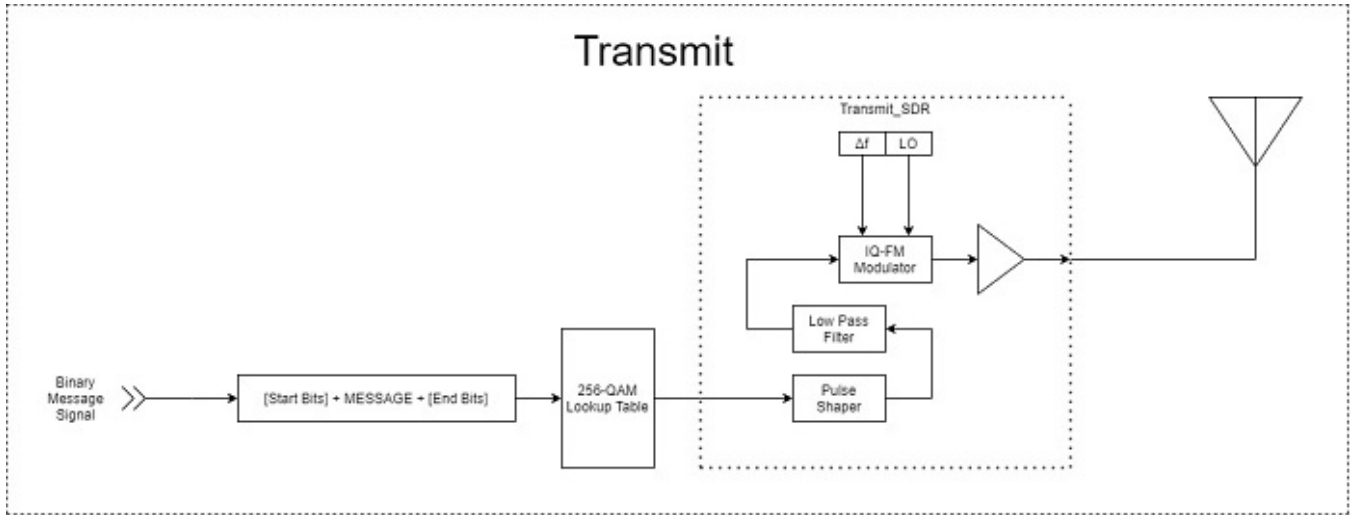 Transmit
Transmit_SDR
Δf LO
IQ-FM
Modulator
Low Pass
Filter
Binary
Message
Signal
[Start Bits] + MESSAGE + [End Bits]
256-QAM
Lookup Table
Pulse
Shaper